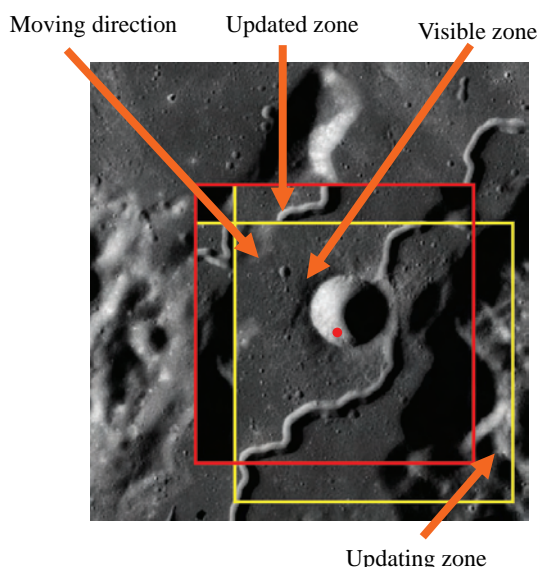 Moving direction
Updated zone
Visible zone
Updating zone